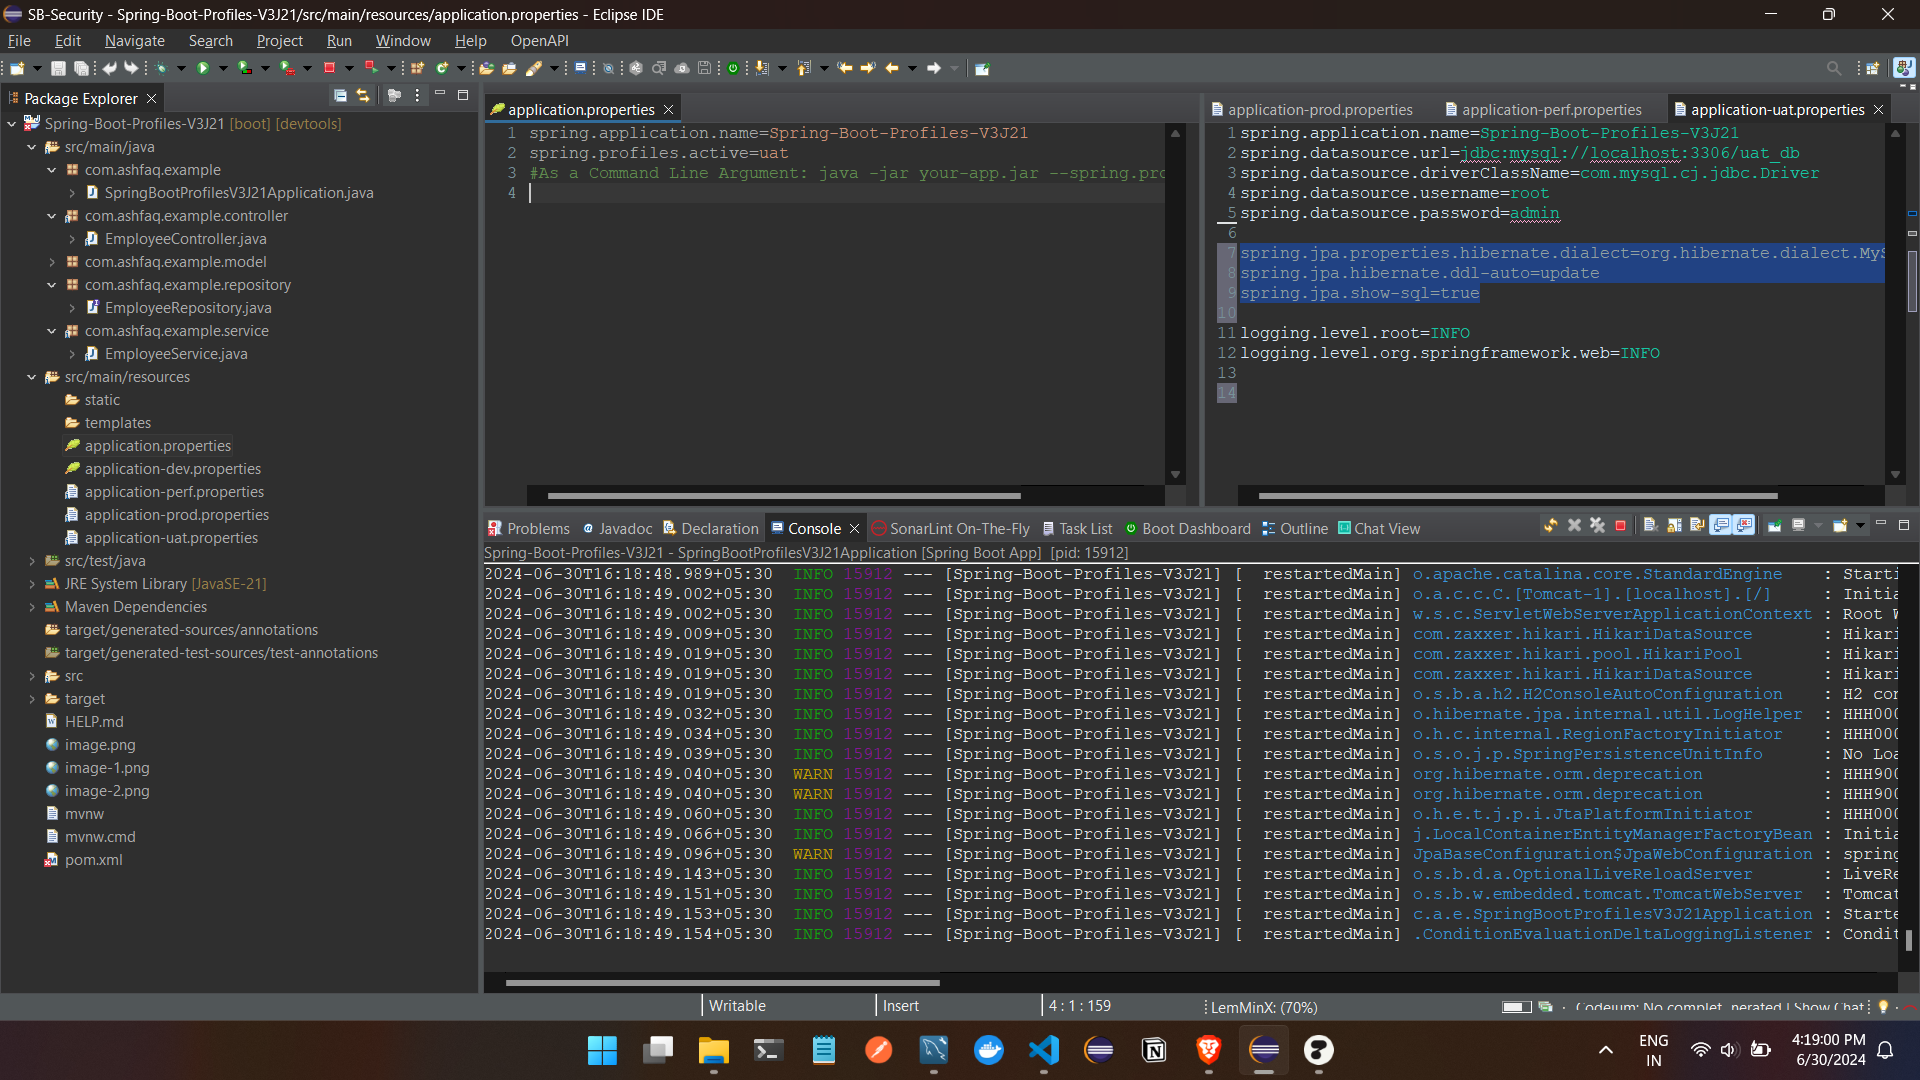 SB-Security - Spring-Boot-Profiles-V3J21/src/main/resources/application.properties - Eclipse IDE
File Edit Navigate Search Project Run Window Help OpenAPI
Package Explorer
Spring-Boot-Profiles-V3J21 [boot] [devtools]
src/main/java
com.ashfaq.example
SpringBootProfilesV3J21Application.java
com.ashfaq.example.controller
EmployeeController.java
com.ashfaq.example.model
com.ashfaq.example.repository
EmployeeRepository.java
com.ashfaq.example.service
EmployeeService.java
src/main/resources
static
templates
application.properties
application-dev.properties
application-perf.properties
application-prod.properties
application-uat.properties
src/test/java
JRE System Library [JavaSE-21]
Maven Dependencies
target/generated-sources/annotations
target/generated-test-sources/test-annotations
src
target
HELP.md
image.png
image-1.png
image-2.png
mvnw
mvnw.cmd
pom.xml
application.properties
1 spring.application.name=Spring-Boot-Profiles-V3J21
2 spring.profiles.active=uat
3 #As a Command Line Argument: java -jar your-app.jar --spring.pro
4
application-prod.properties application-perf.properties application-uat.properties
1 spring.application.name=Spring-Boot-Profiles-V3J21
2 spring.datasource.url=jdbc:mysql://localhost:3306/uat_db
3 spring.datasource.driverClassName=com.mysql.cj.jdbc.Driver
4 spring.datasource.username=root
5 spring.datasource.password=admin
6
7 spring.jpa.properties.hibernate.dialect=org.hibernate.dialect.MyS
8 spring.jpa.hibernate.ddl-auto=update
9 spring.jpa.show-sql=true
10
11 logging.level.root=INFO
12 logging.level.org.springframework.web=INFO
13
14
Problems Javadoc Declaration Console SonarLint On-The-Fly Task List Boot Dashboard Outline Chat View
Spring-Boot-Profiles-V3J21 - SpringBootProfilesV3J21Application [Spring Boot App] [pid: 15912]
2024-06-30T16:18:48.989+05:30 INFO 15912 --- [Spring-Boot-Profiles-V3J21] [ restartedMain] o.apache.catalina.core.StandardEngine : Starti
2024-06-30T16:18:49.002+05:30 INFO 15912 --- [Spring-Boot-Profiles-V3J21] [ restartedMain] o.a.c.c.C.[Tomcat-1].[localhost].[/] : Initia
2024-06-30T16:18:49.002+05:30 INFO 15912 --- [Spring-Boot-Profiles-V3J21] [ restartedMain] w.s.c.ServletWebServerApplicationContext : Root W
2024-06-30T16:18:49.009+05:30 INFO 15912 --- [Spring-Boot-Profiles-V3J21] [ restartedMain] com.zaxxer.hikari.HikariDataSource : Hikari
2024-06-30T16:18:49.019+05:30 INFO 15912 --- [Spring-Boot-Profiles-V3J21] [ restartedMain] com.zaxxer.hikari.pool.HikariPool : Hikari
2024-06-30T16:18:49.019+05:30 INFO 15912 --- [Spring-Boot-Profiles-V3J21] [ restartedMain] com.zaxxer.hikari.HikariDataSource : Hikari
2024-06-30T16:18:49.019+05:30 INFO 15912 --- [Spring-Boot-Profiles-V3J21] [ restartedMain] o.s.b.a.h2.H2ConsoleAutoConfiguration : H2 con
2024-06-30T16:18:49.032+05:30 INFO 15912 --- [Spring-Boot-Profiles-V3J21] [ restartedMain] o.hibernate.jpa.internal.util.LogHelper : HHH000
2024-06-30T16:18:49.034+05:30 INFO 15912 --- [Spring-Boot-Profiles-V3J21] [ restartedMain] o.h.c.internal.RegionFactoryInitiator : HHH000
2024-06-30T16:18:49.039+05:30 INFO 15912 --- [Spring-Boot-Profiles-V3J21] [ restartedMain] o.s.o.j.p.SpringPersistenceUnitInfo : No Loa
2024-06-30T16:18:49.040+05:30 WARN 15912 --- [Spring-Boot-Profiles-V3J21] [ restartedMain] org.hibernate.orm.deprecation : HHH900
2024-06-30T16:18:49.040+05:30 WARN 15912 --- [Spring-Boot-Profiles-V3J21] [ restartedMain] org.hibernate.orm.deprecation : HHH900
2024-06-30T16:18:49.060+05:30 INFO 15912 --- [Spring-Boot-Profiles-V3J21] [ restartedMain] o.h.e.t.j.p.i.JtaPlatformInitiator : HHH000
2024-06-30T16:18:49.066+05:30 INFO 15912 --- [Spring-Boot-Profiles-V3J21] [ restartedMain] j.LocalContainerEntityManagerFactoryBean : Initia
2024-06-30T16:18:49.096+05:30 WARN 15912 --- [Spring-Boot-Profiles-V3J21] [ restartedMain] JpaBaseConfiguration$JpaWebConfiguration : spring
2024-06-30T16:18:49.143+05:30 INFO 15912 --- [Spring-Boot-Profiles-V3J21] [ restartedMain] o.s.b.d.a.OptionalLiveReloadServer : LiveRe
2024-06-30T16:18:49.151+05:30 INFO 15912 --- [Spring-Boot-Profiles-V3J21] [ restartedMain] o.s.b.w.embedded.tomcat.TomcatWebServer : Tomcat
2024-06-30T16:18:49.153+05:30 INFO 15912 --- [Spring-Boot-Profiles-V3J21] [ restartedMain] c.a.e.SpringBootProfilesV3J21Application : Starte
2024-06-30T16:18:49.154+05:30 INFO 15912 --- [Spring-Boot-Profiles-V3J21] [ restartedMain] .ConditionEvaluationDeltaLoggingListener : Condit
Writable Insert 4 : 1 : 159 LemMinX: (70%) Codeium: No complet nerated | Show Chat
ENG
IN
4:19:00 PM
6/30/2024